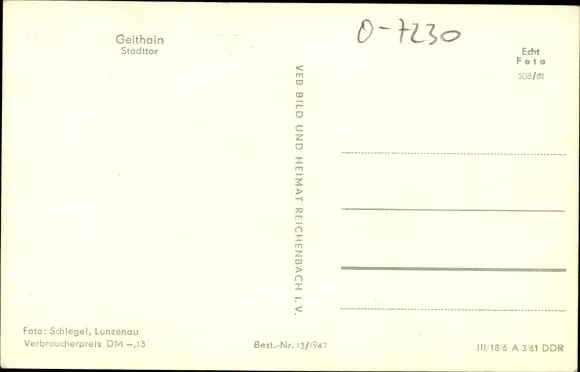 Geithain
Stadttor
O-7230
Echt
Foto
508/61
VEB BILD UND HEIMAT REICHENBACH I. V.
Foto: Schlegel, Lunzenau
Verbraucherpreis DM -,15
Best.-Nr. 13/1947
III/18/6 A 3/61 DDR